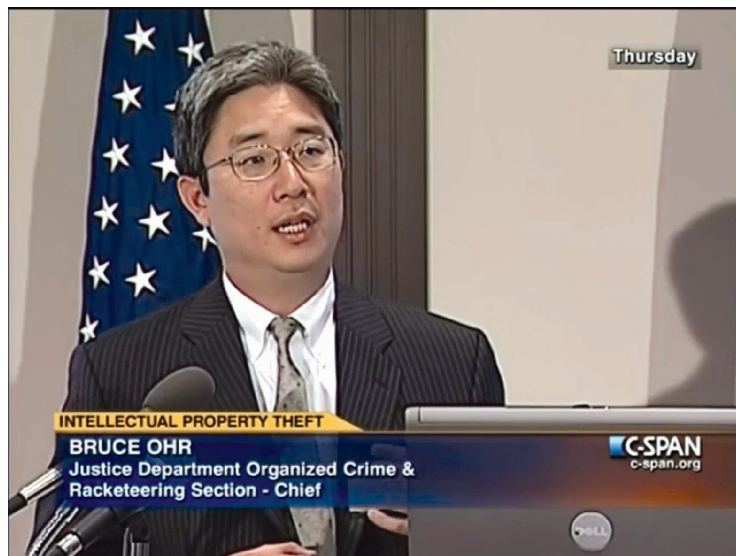 Thursday
INTELLECTUAL PROPERTY THEFT
BRUCE OHR
Justice Department Organized Crime &
Racketeering Section - Chief
C-SPAN
c-span.org
DELL